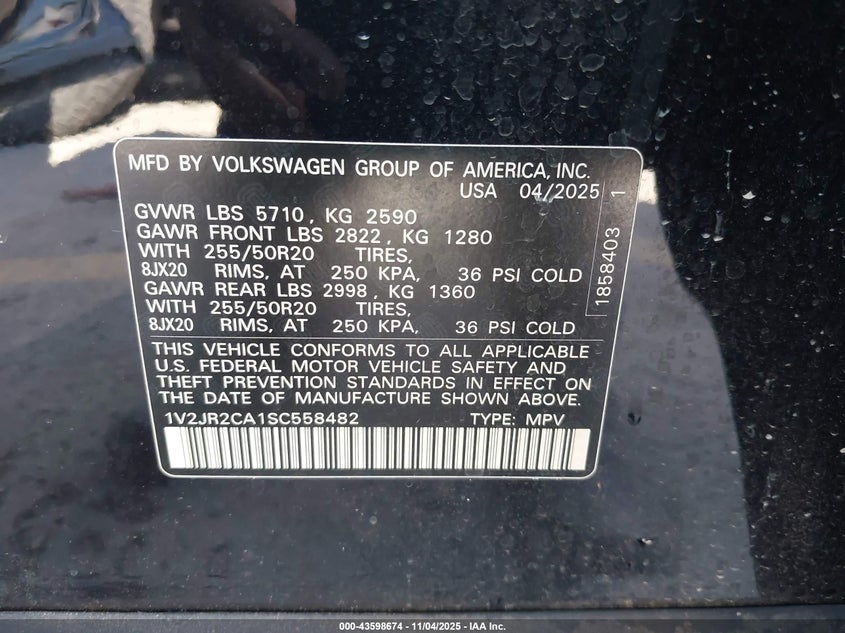 MFD BY VOLKSWAGEN GROUP OF AMERICA, INC.
USA 04/2025
GVWR LBS 5710, KG 2590
GAWR FRONT LBS 2822, KG 1280
WITH 255/50R20 TIRES,
8JX20 RIMS, AT 250 KPA, 36 PSI COLD
GAWR REAR LBS 2998, KG 1360
WITH 255/50R20 TIRES,
8JX20 RIMS, AT 250 KPA, 36 PSI COLD
1858403 1
THIS VEHICLE CONFORMS TO ALL APPLICABLE
U.S. FEDERAL MOTOR VEHICLE SAFETY AND
THEFT PREVENTION STANDARDS IN EFFECT ON
THE DATE OF MANUFACTURE SHOWN ABOVE.
1V2JR2CA1SC558482 TYPE: MPV
000-43598674 - 11/04/2025 - IAA Inc.